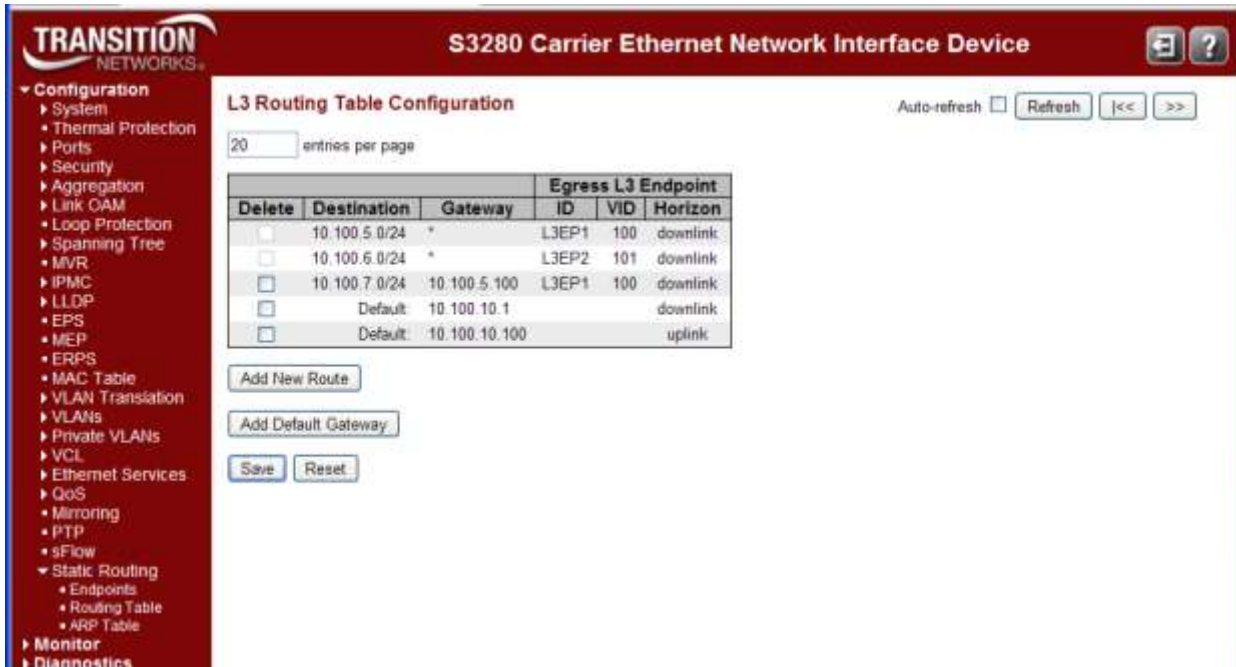 TRANSITION
NETWORKS
S3280 Carrier Ethernet Network Interface Device
?
Configuration
System
Thermal Protection
Ports
Security
Aggregation
Link OAM
Loop Protection
Spanning Tree
MVR
IPMC
LLDP
EPS
MEP
ERPS
MAC Table
VLAN Translation
VLANs
Private VLANs
VCL
Ethernet Services
QoS
Mirroring
PTP
sFlow
Static Routing
Endpoints
Routing Table
ARP Table
Monitor
Diagnostics
L3 Routing Table Configuration
Auto-refresh Refresh |<< >>
20 entries per page
Egress L3 Endpoint
Delete Destination Gateway ID VID Horizon
10.100.5.0/24 * L3EP1 100 downlink
10.100.6.0/24 * L3EP2 101 downlink
10.100.7.0/24 10.100.5.100 L3EP1 100 downlink
Default: 10.100.10.1 downlink
Default: 10.100.10.100 uplink
Add New Route
Add Default Gateway
Save Reset